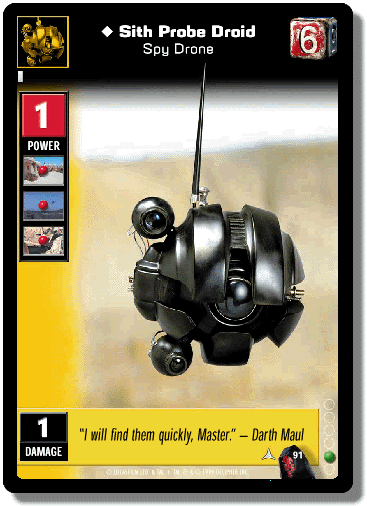 ◆ Sith Probe Droid
Spy Drone
6
1
POWER
1
DAMAGE
"I will find them quickly, Master." – Darth Maul
91